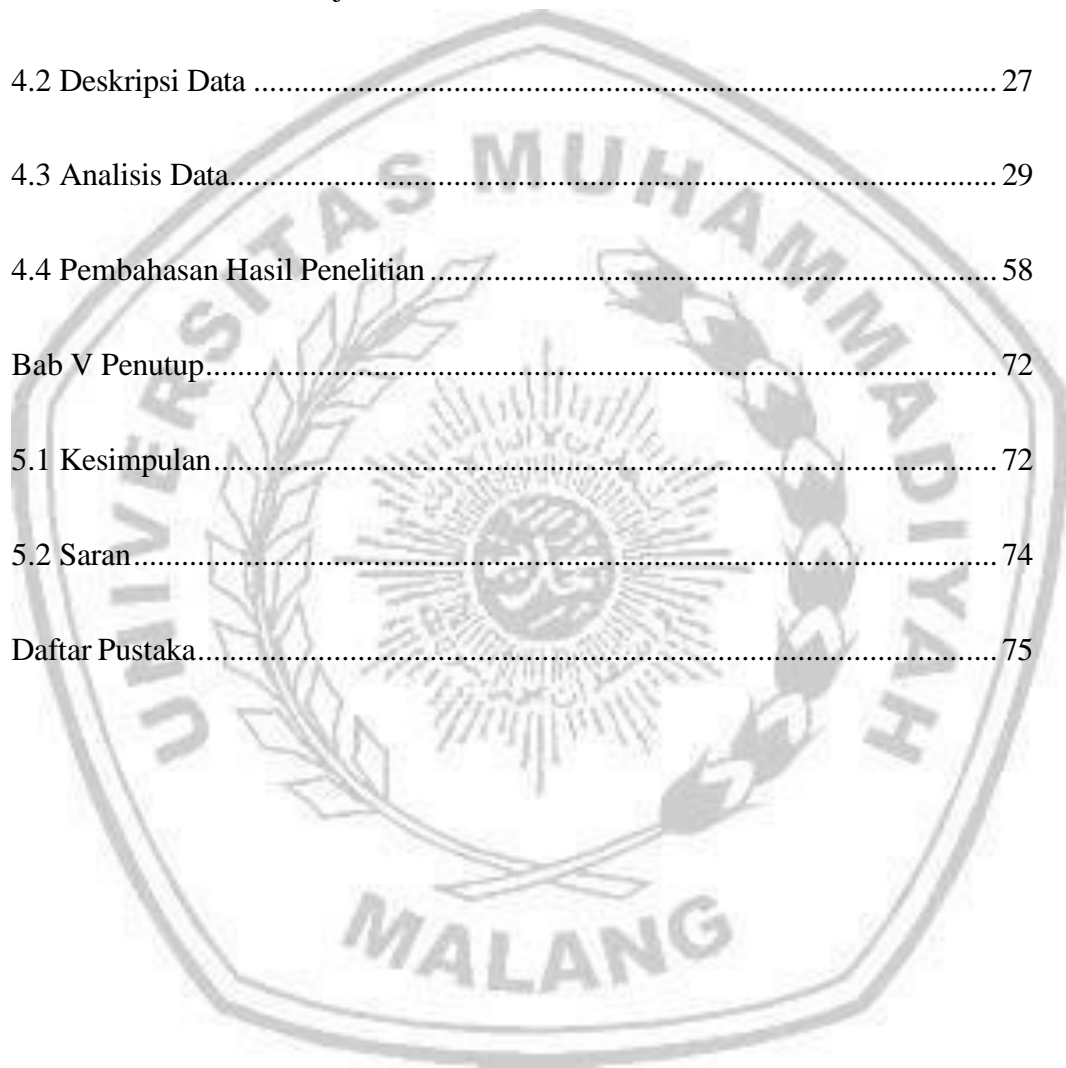 4.2 Deskripsi Data .......................................................................................... 27
4.3 Analisis Data............................................................................................. 29
4.4 Pembahasan Hasil Penelitian .................................................................... 58
Bab V Penutup................................................................................................ 72
5.1 Kesimpulan............................................................................................... 72
5.2 Saran......................................................................................................... 74
Daftar Pustaka................................................................................................. 75
UNIVERSITAS MUHAMMADIYAH
MALANG